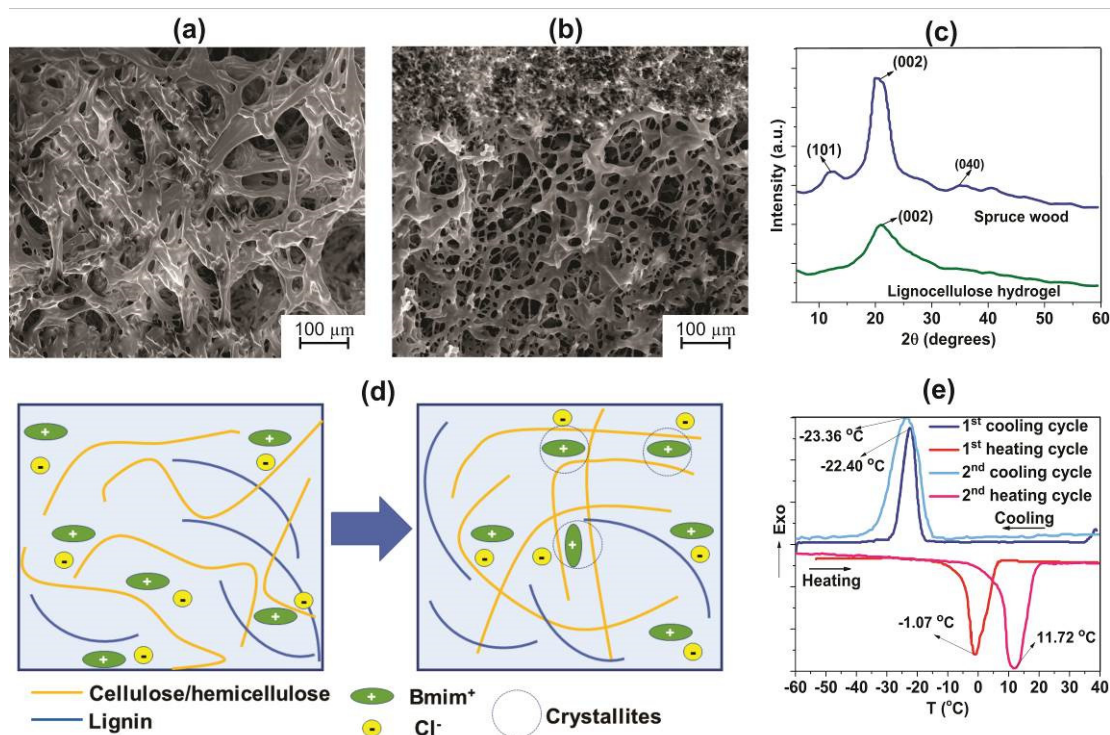 (a)
(b)
(c)
100 μm
100 μm
Intensity (a.u.)
(101)
(002)
(040)
Spruce wood
(002)
Lignocellulose hydrogel
10 20 30 40 50 60
2θ (degrees)
(d)
+ - + - + - + - + -
+ - + - + - + - + - + -
Cellulose/hemicellulose
Lignin
+ Bmim+
- Cl-
Crystallites
(e)
Exo
-23.36 °C
-22.40 °C
1st cooling cycle
1st heating cycle
2nd cooling cycle
2nd heating cycle
Cooling
Heating
-1.07 °C
11.72 °C
-60 -50 -40 -30 -20 -10 0 10 20 30 40
T (°C)